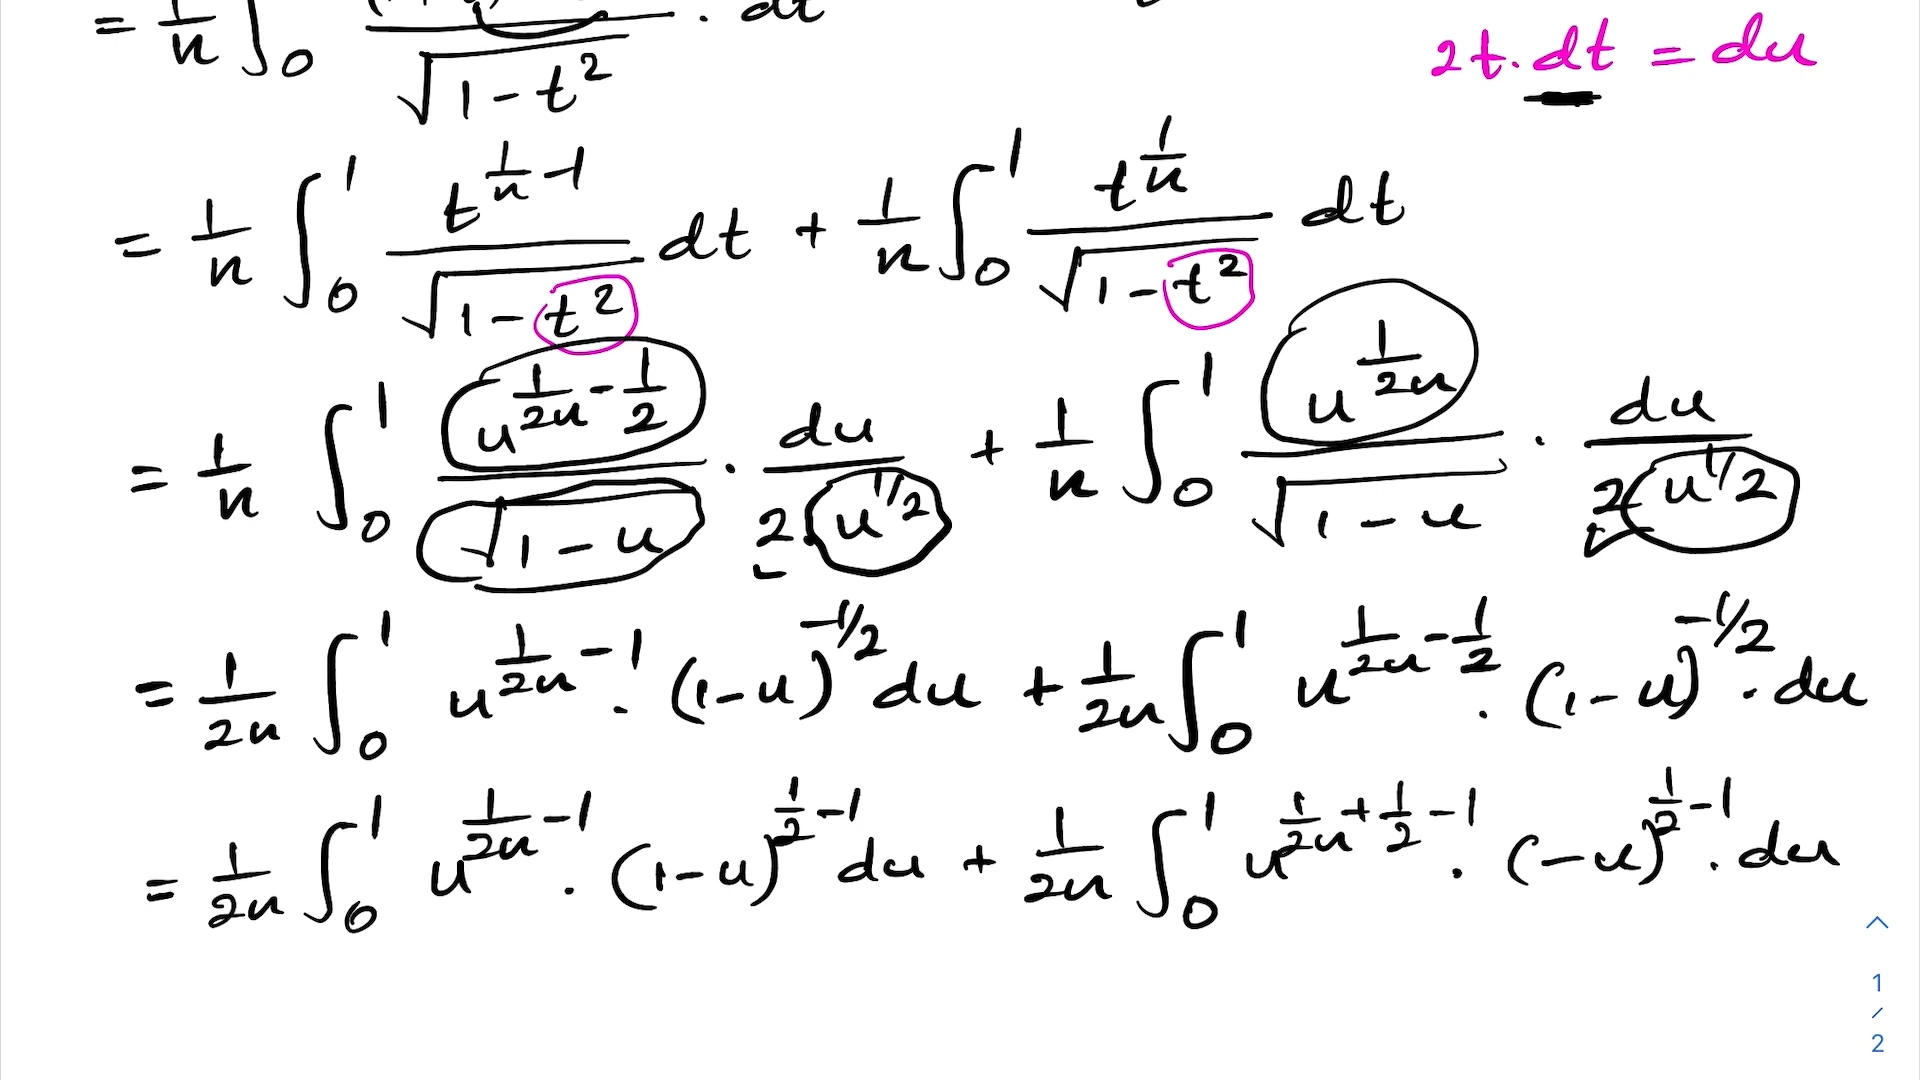 = 1/n ∫₀ √(1-t²) . dt
2t.dt = du
= 1/n ∫₀¹ t^(1/n -1) / √(1-t²) dt + 1/n ∫₀¹ t^(1/n) / √(1-t²) dt
= 1/n ∫₀¹ u^(1/2n - 1/2) / √(1-u) . du / 2.u^(1/2) + 1/n ∫₀¹ u^(1/2n) / √(1-u) . du / 2 u^(1/2)
= 1/2n ∫₀¹ u^(1/2n -1) . (1-u)^(-1/2) du + 1/2n ∫₀¹ u^(1/2n - 1/2) . (1-u)^(-1/2) . du
= 1/2n ∫₀¹ u^(1/2n -1) . (1-u)^(1/2 -1) du + 1/2n ∫₀¹ u^(1/2n + 1/2 -1) . (-u)^(1/2 -1) . du
1
/
2